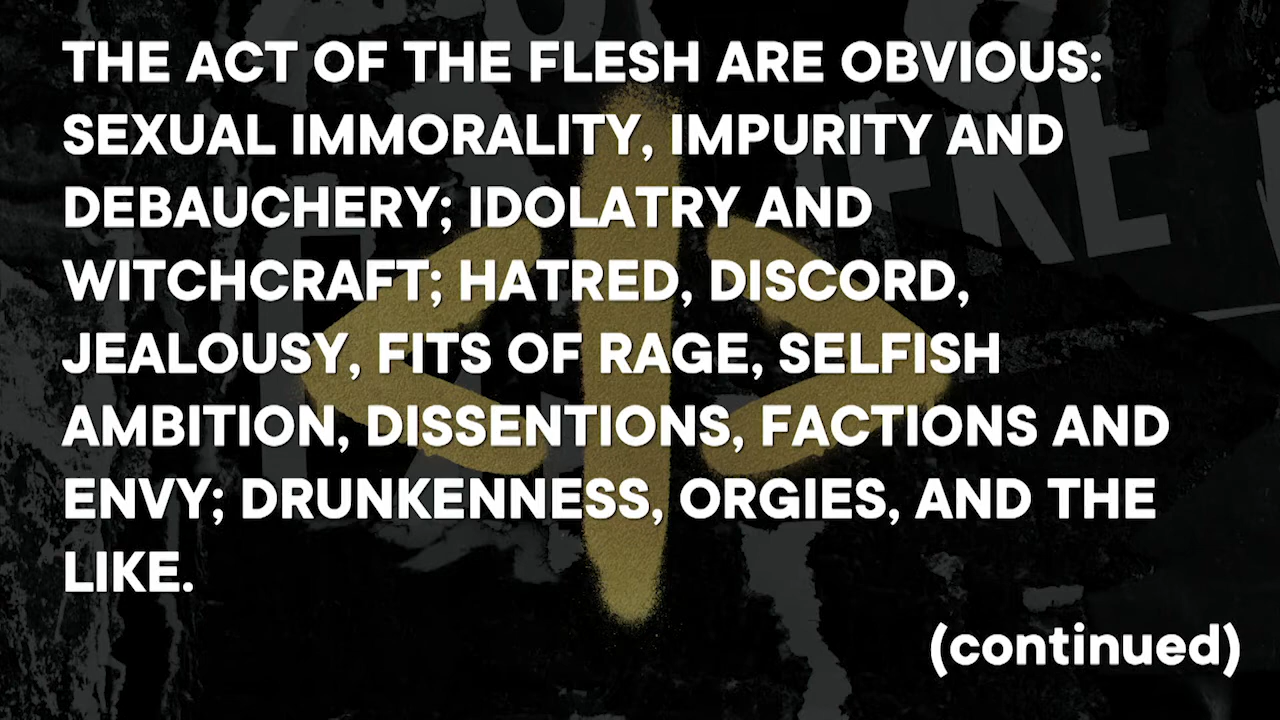 THE ACT OF THE FLESH ARE OBVIOUS:
SEXUAL IMMORALITY, IMPURITY AND
DEBAUCHERY; IDOLATRY AND
WITCHCRAFT; HATRED, DISCORD,
JEALOUSY, FITS OF RAGE, SELFISH
AMBITION, DISSENTIONS, FACTIONS AND
ENVY; DRUNKENNESS, ORGIES, AND THE
LIKE.
(continued)